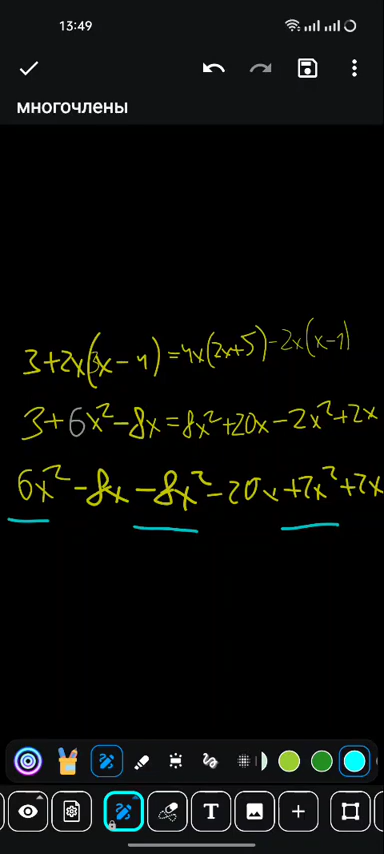 13:49
многочлены
3+2x(3x-4)=4x(2x+5)-2x(x-1)
3+6x²-8x=8x²+20x-2x²+2x
6x²-8x-8x²-20x+2x²+2x
T